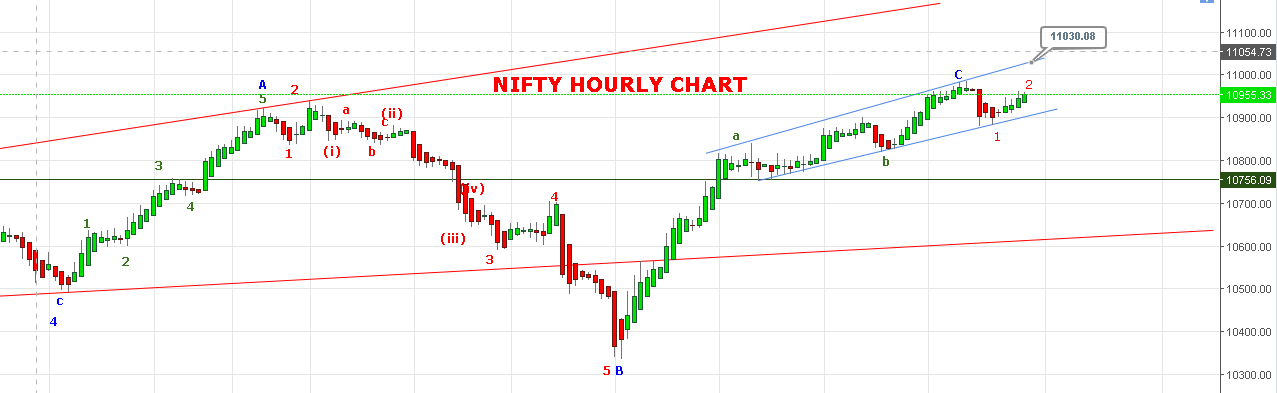 11100.00
11030.08
11054.73
11000.00
NIFTY HOURLY CHART
A
5
2
C
2
10955.33
10900.00
a
(ii)
c
1
(i)
b
a
1
b
10800.00
3
10756.09
4
(iv)
4
10700.00
1
(iii)
2
3
10600.00
c
10500.00
4
10400.00
5 B
10300.00